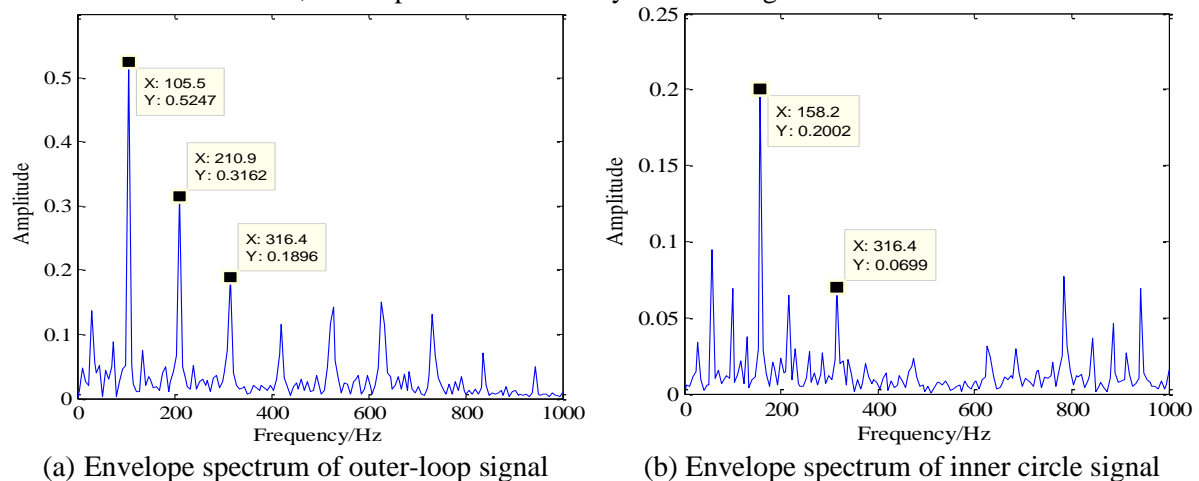 X: 105.5
Y: 0.5247
X: 210.9
Y: 0.3162
X: 316.4
Y: 0.1896
0.5
0.4
0.3
0.2
0.1
0
0
200
400
600
800
1000
Amplitude
Frequency/Hz
(a) Envelope spectrum of outer-loop signal
X: 158.2
Y: 0.2002
X: 316.4
Y: 0.0699
0.25
0.2
0.15
0.1
0.05
0
0
200
400
600
800
1000
Amplitude
Frequency/Hz
(b) Envelope spectrum of inner circle signal